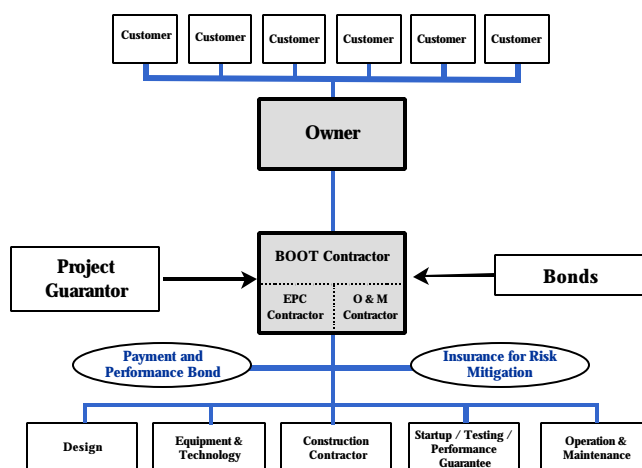 Customer
Customer
Customer
Customer
Customer
Customer
Owner
BOOT Contractor
EPC
Contractor
O & M
Contractor
Project
Guarantor
Bonds
Payment and
Performance Bond
Insurance for Risk
Mitigation
Design
Equipment &
Technology
Construction
Contractor
Startup / Testing /
Performance
Guarantee
Operation &
Maintenance